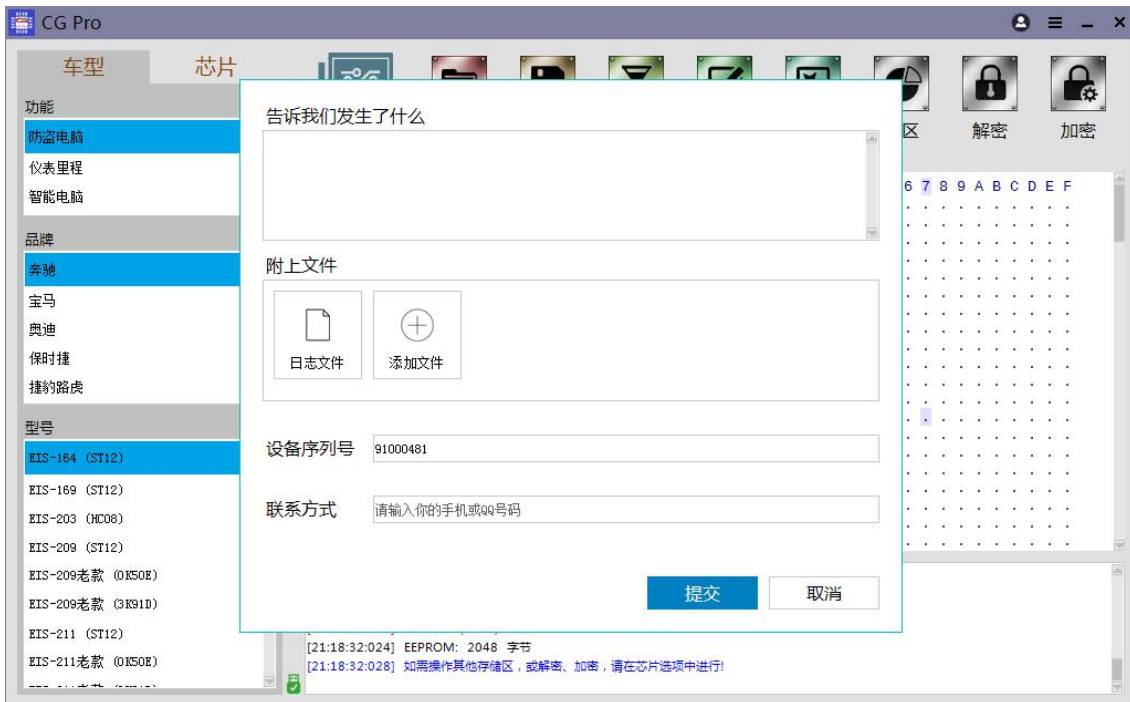 CG Pro
车型 芯片
功能
防盗电脑
仪表里程
智能电脑
品牌
奔驰
宝马
奥迪
保时捷
捷豹路虎
型号
EIS-164 (ST12)
EIS-169 (ST12)
EIS-203 (HC08)
EIS-209 (ST12)
EIS-209老款 (0K50E)
EIS-209老款 (3K91D)
EIS-211 (ST12)
EIS-211老款 (0K50E)
告诉我们发生了什么
附上文件
日志文件 添加文件
设备序列号 91000481
联系方式 请输入你的手机或QQ号码
提交 取消
区 解密 加密
6 7 8 9 A B C D E F
[21:18:32:024] EEPROM: 2048 字节
[21:18:32:028] 如需操作其他存储区，或解密、加密，请在芯片选项中进行!